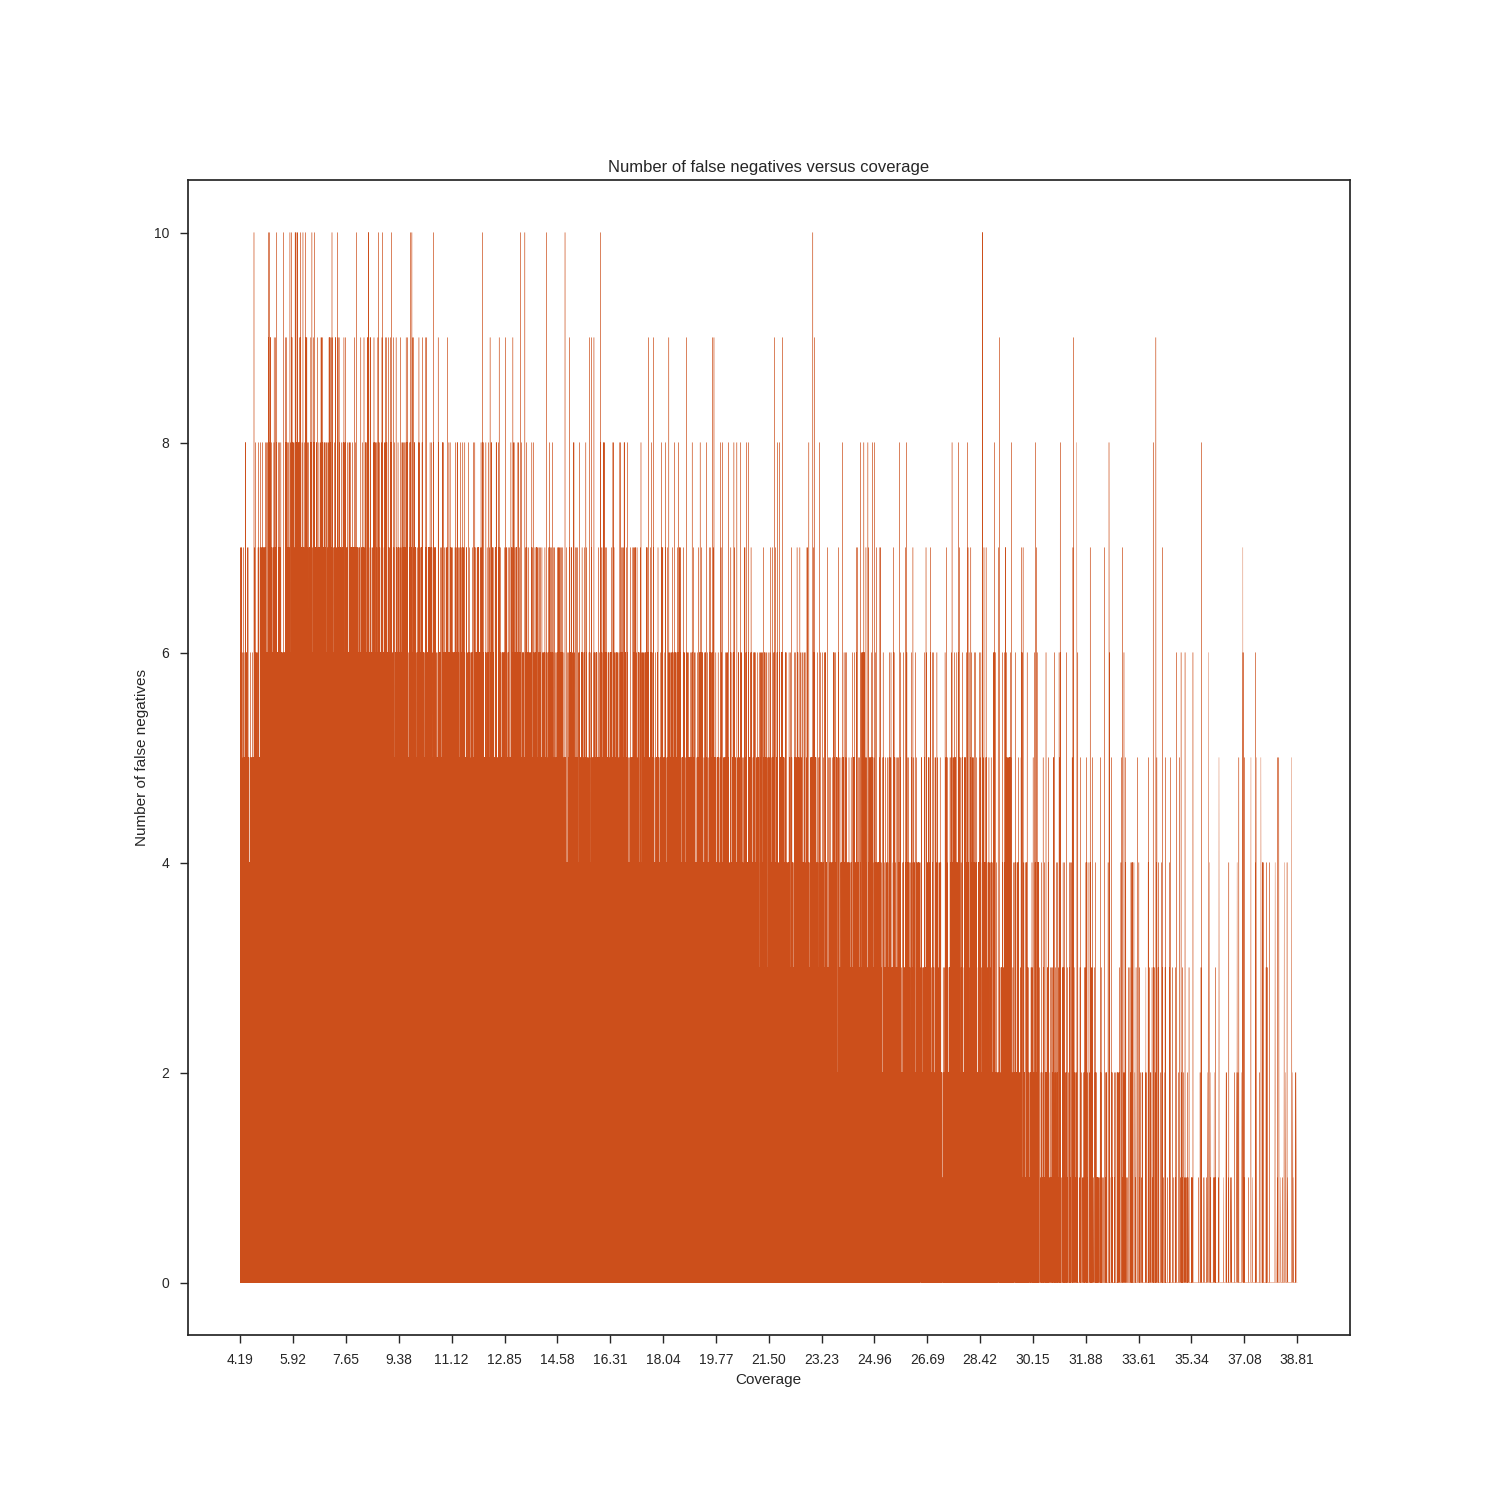 Number of false negatives versus coverage
10
8
6
4
2
0
Number of false negatives
4.19 5.92 7.65 9.38 11.12 12.85 14.58 16.31 18.04 19.77 21.50 23.23 24.96 26.69 28.42 30.15 31.88 33.61 35.34 37.08 38.81
Coverage